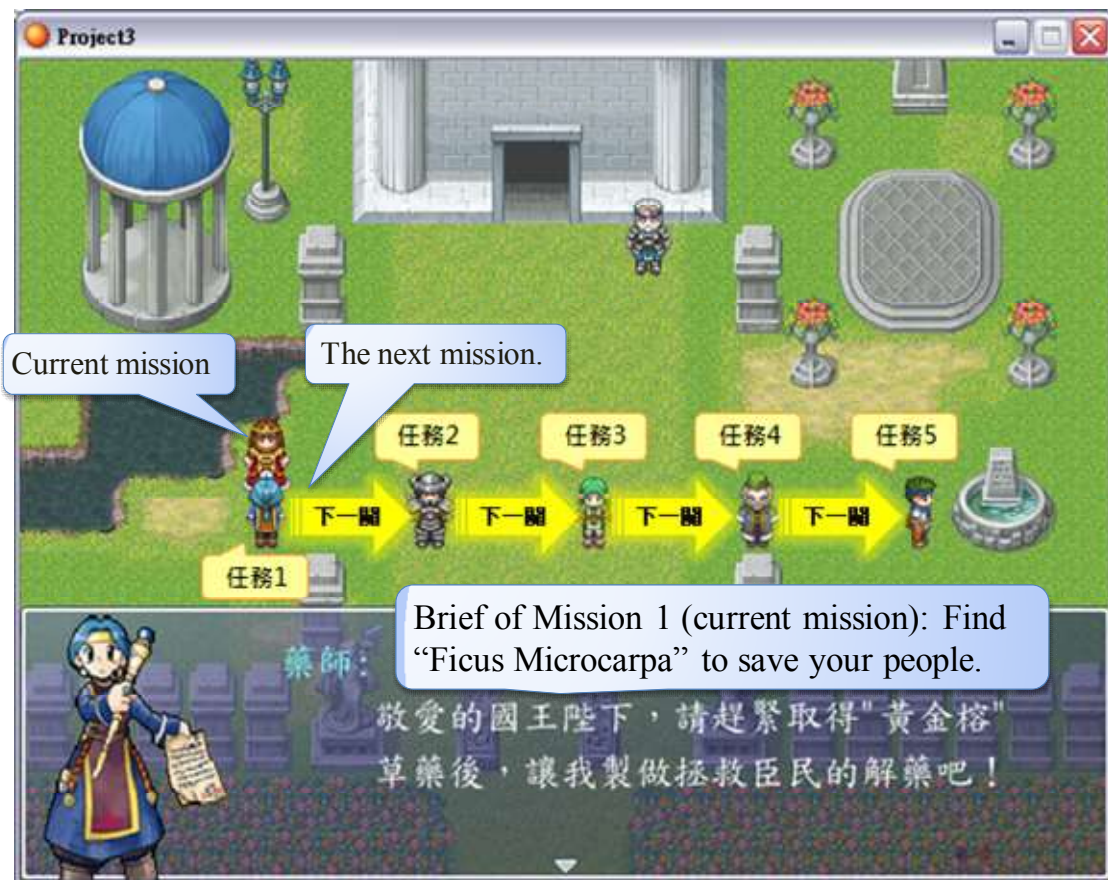 Project3
Current mission
The next mission.
任務2
任務3
任務4
任務5
下一關
下一關
下一關
下一關
任務1
Brief of Mission 1 (current mission): Find
“Ficus Microcarpa” to save your people.
藥師：
敬愛的國王陛下，請趕緊取得"黃金榕"
草藥後，讓我製做拯救臣民的解藥吧！